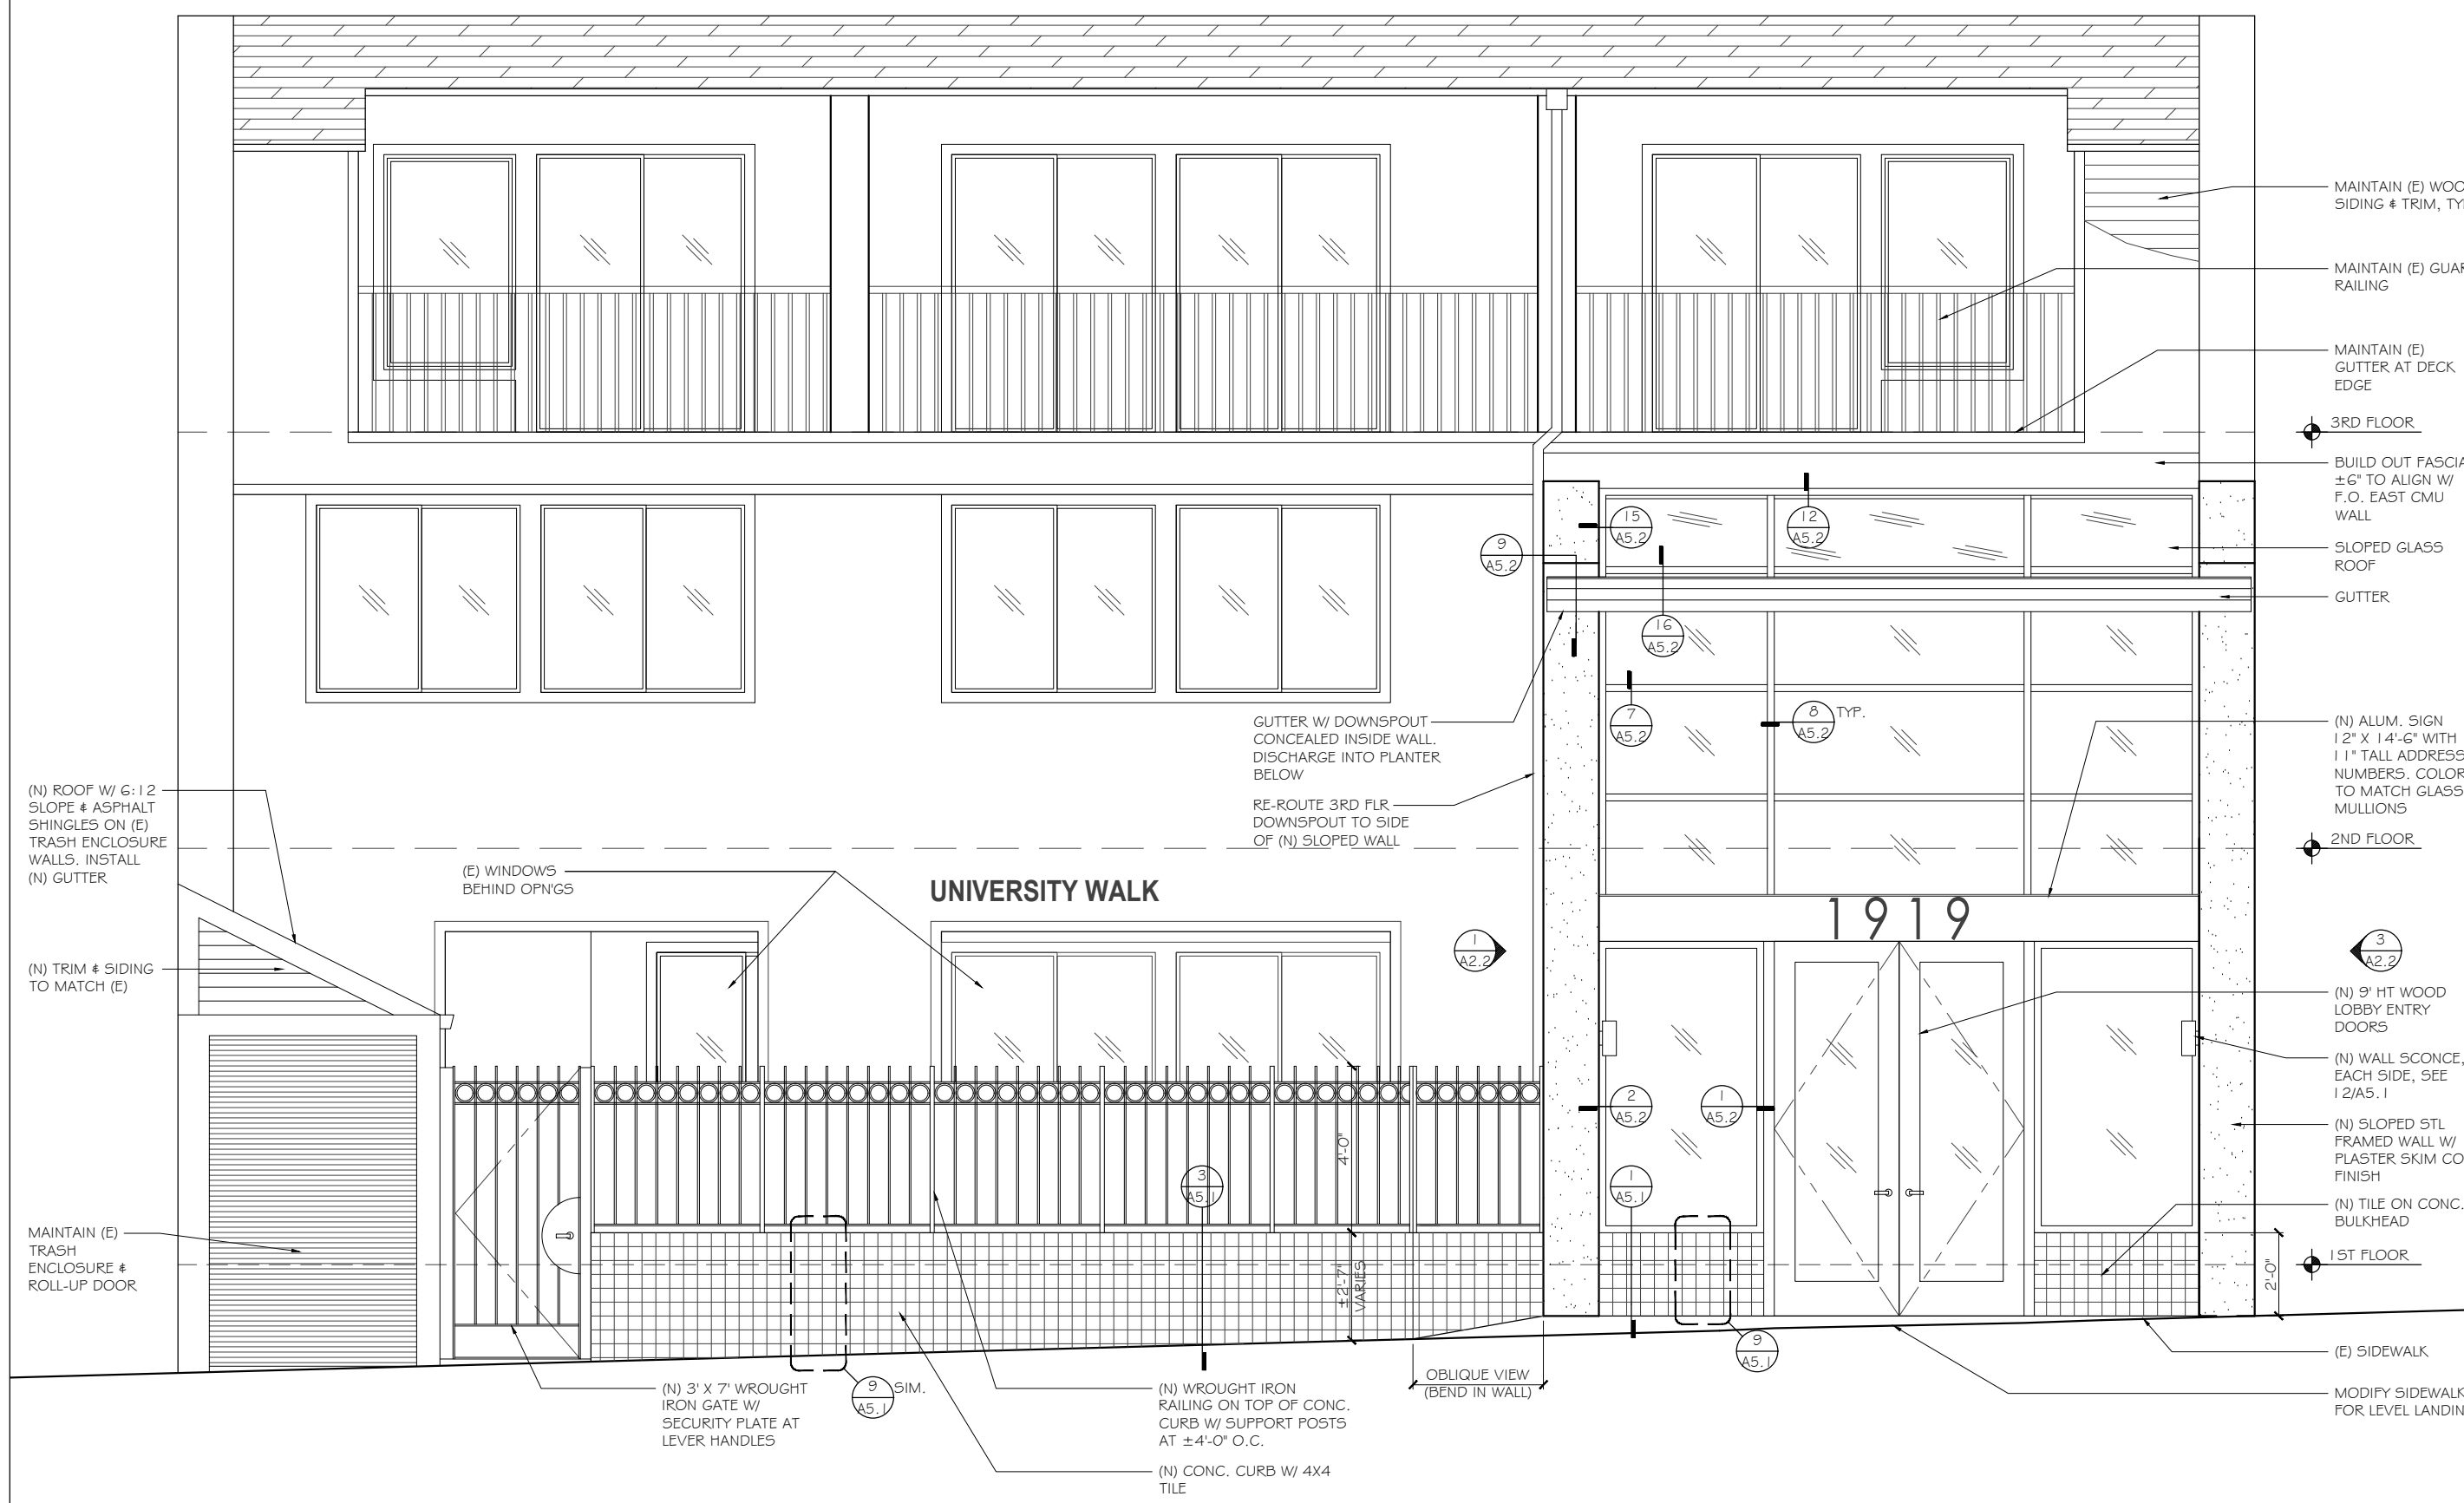 MAINTAIN (E)
SIDING & TRIM,
MAINTAIN (E)
RAILING
MAINTAIN (E)
GUTTER AT DECK
EDGE
3RD FLOOR
BUILD OUT FASCIA
±6" TO ALIGN W/
F.O. EAST CMU
WALL
SLOPED GLASS
ROOF
GUTTER
15
A5.2
12
A5.2
9
A5.2
16
A5.2
7
A5.2
8
A5.2
TYP.
GUTTER W/ DOWNSPOUT
CONCEALED INSIDE WALL.
DISCHARGE INTO PLANTER
BELOW
RE-ROUTE 3RD FLR
DOWNSPOUT TO SIDE
OF (N) SLOPED WALL
(N) ALUM. SIGN
12" X 14'-6" WITH
11" TALL ADDRESS
NUMBERS. COLOR
TO MATCH GLASS
MULLIONS
2ND FLOOR
(N) ROOF W/ 6:12
SLOPE & ASPHALT
SHINGLES ON (E)
TRASH ENCLOSURE
WALLS. INSTALL
(N) GUTTER
(E) WINDOWS
BEHIND OPN'GS
UNIVERSITY WALK
1919
1
A2.2
3
A2.2
(N) TRIM & SIDING
TO MATCH (E)
(N) 9' HT WOOD
LOBBY ENTRY
DOORS
(N) WALL SCONCE,
EACH SIDE, SEE
12/A5.1
2
A5.2
1
A5.2
4'-0"
3
A5.1
1
A5.1
(N) SLOPED STL
FRAMED WALL W/
PLASTER SKIM
FINISH
(N) TILE ON CONC.
BULKHEAD
MAINTAIN (E)
TRASH
ENCLOSURE &
ROLL-UP DOOR
±2'-7"
VARIES
1ST FLOOR
2'-0"
9
A5.1
(E) SIDEWALK
OBLIQUE VIEW
(BEND IN WALL)
(N) 3' X 7' WROUGHT
IRON GATE W/
SECURITY PLATE AT
LEVER HANDLES
9
A5.1
SIM.
(N) WROUGHT IRON
RAILING ON TOP OF CONC.
CURB W/ SUPPORT POSTS
AT ±4'-0" O.C.
(N) CONC. CURB W/ 4X4
TILE
MODIFY SIDEWALK
FOR LEVEL